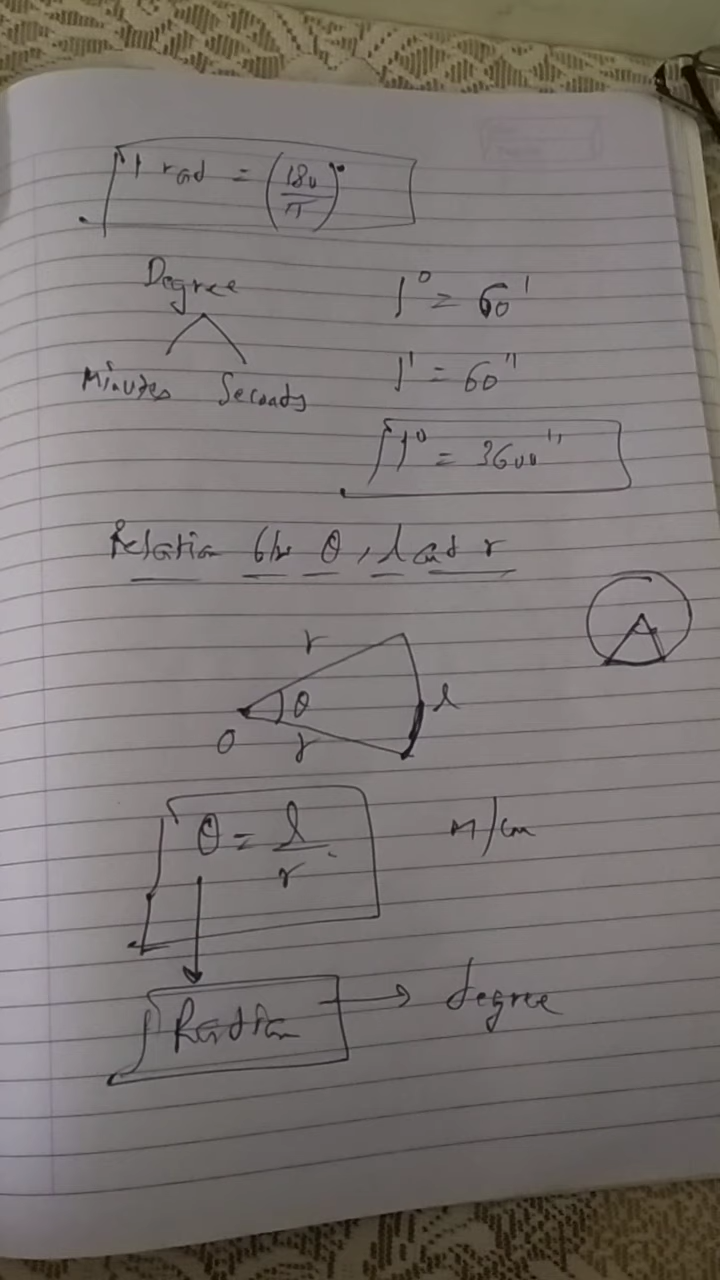 1 rad = (180/π)°
Degree
1° = 60'
Minutes Seconds
1' = 60"
1° = 3600"
Relation b/w θ, l and r
r
θ
l
O
r
θ = l/r
m/cm
Radian → degree